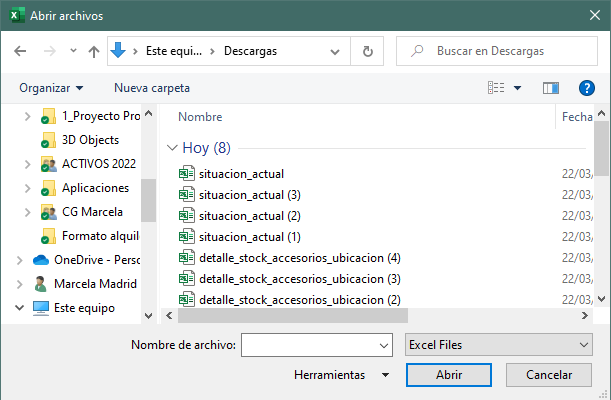 Abrir archivos
Este equi... > Descargas
Buscar en Descargas
Organizar
Nueva carpeta
1_Proyecto Pro
3D Objects
ACTIVOS 2022
Aplicaciones
CG Marcela
Formato alquil
OneDrive - Perso
Marcela Madrid
Este equipo
Nombre
Fecha
Hoy (8)
situacion_actual
22/03,
situacion_actual (3)
22/03,
situacion_actual (2)
22/03,
situacion_actual (1)
22/03,
detalle_stock_accesorios_ubicacion (4)
22/03,
detalle_stock_accesorios_ubicacion (3)
22/03,
detalle_stock_accesorios_ubicacion (2)
22/03,
Nombre de archivo:
Excel Files
Herramientas
Abrir
Cancelar